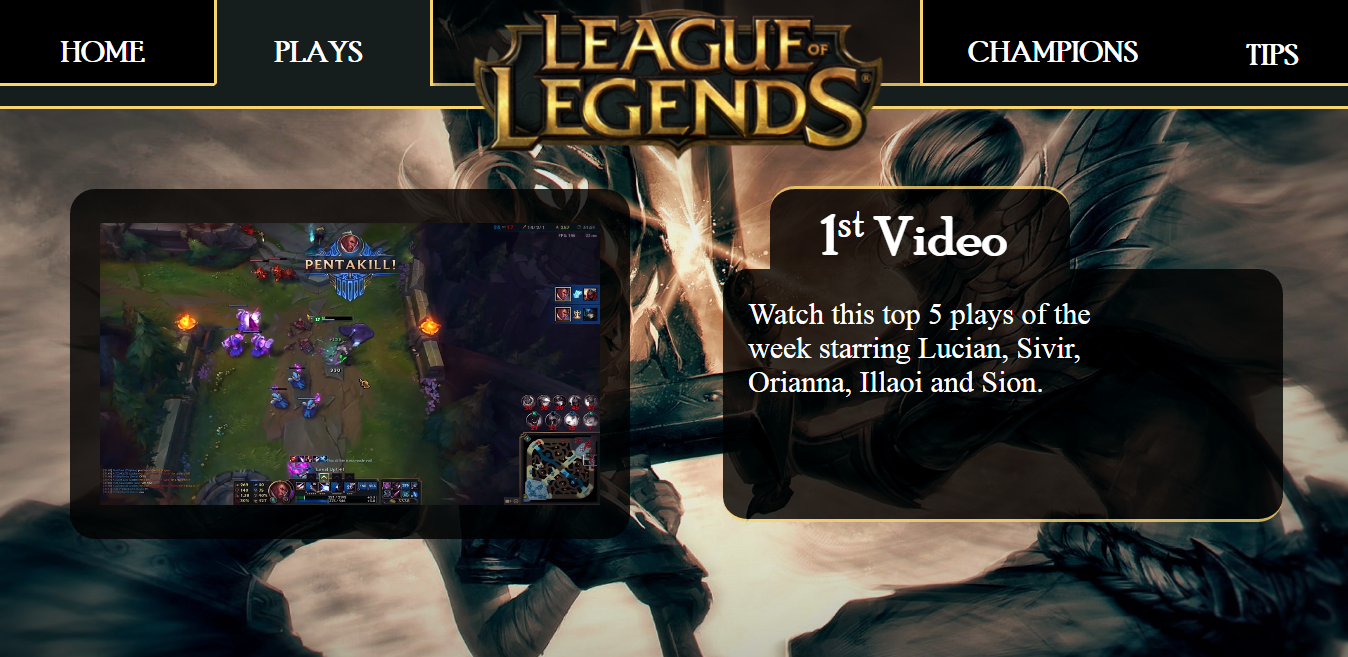 HOME
PLAYS
LEAGUE OF
LEGENDS®
CHAMPIONS
TIPS
PENTAKILL!
1st Video
Watch this top 5 plays of the
week starring Lucian, Sivir,
Orianna, Illaoi and Sion.